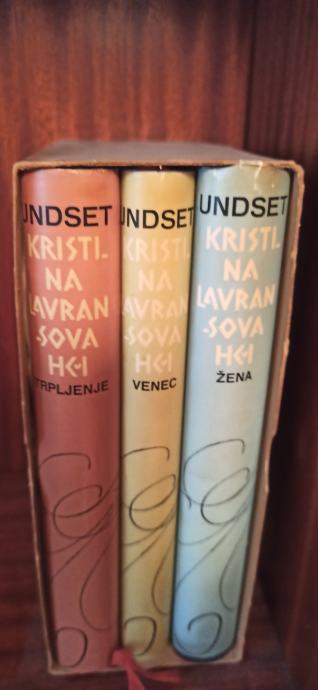 UNDSET
KRISTI-
NA
LAVRAN
-SOVA
HČI
TRPLJENJE
UNDSET
KRISTI-
NA
LAVRAN
-SOVA
HČI
VENEC
UNDSET
KRISTI-
NA
LAVRAN
-SOVA
HČI
ŽENA